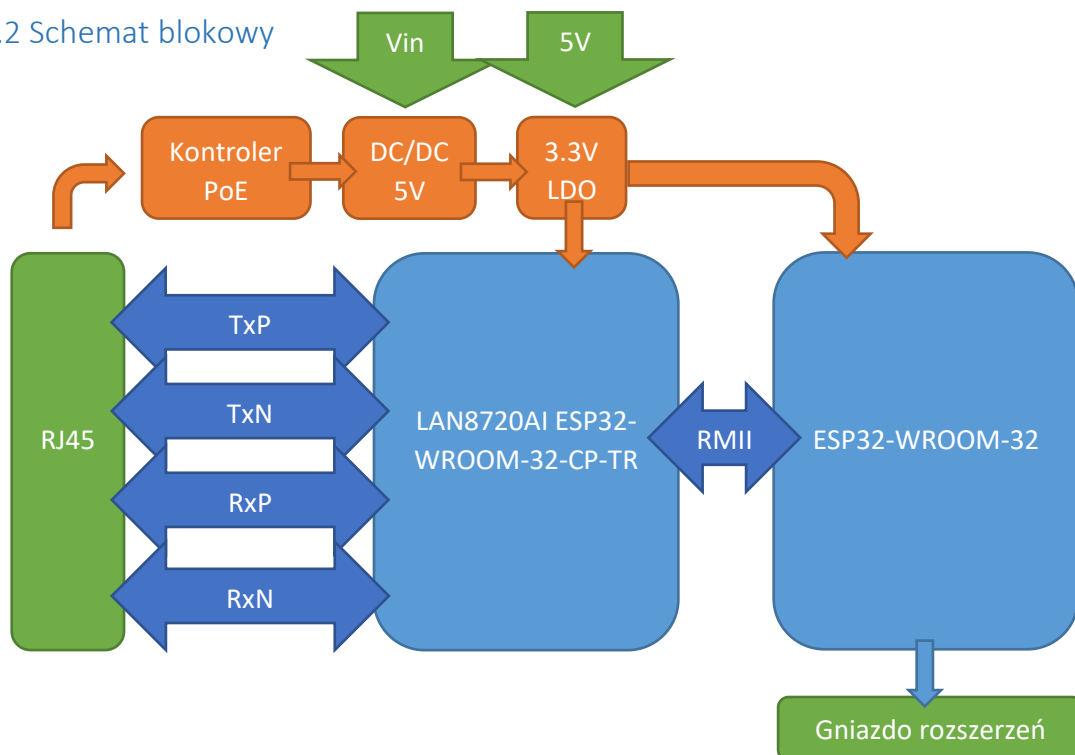 .2 Schemat blokowy
Vin
5V
Kontroler
PoE
DC/DC
5V
3.3V
LDO
TxP
TxN
RJ45
LAN8720AI ESP32-
WROOM-32-CP-TR
RMII
ESP32-WROOM-32
RxP
RxN
Gniazdo rozszerzeń